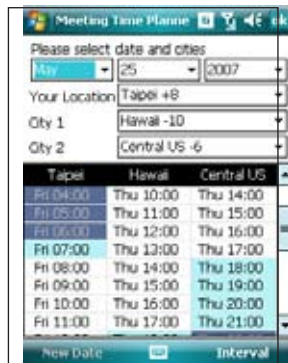 Meeting Time Planne ok
Please select date and cities
May 25 2007
Your Location Taipei +8
City 1 Hawaii -10
City 2 Central US -6
Taipei Hawaii Central US
Fri 04:00 Thu 10:00 Thu 14:00
Fri 05:00 Thu 11:00 Thu 15:00
Fri 06:00 Thu 12:00 Thu 16:00
Fri 07:00 Thu 13:00 Thu 17:00
Fri 08:00 Thu 14:00 Thu 18:00
Fri 09:00 Thu 15:00 Thu 19:00
Fri 10:00 Thu 16:00 Thu 20:00
Fri 11:00 Thu 17:00 Thu 21:00
New Date Interval